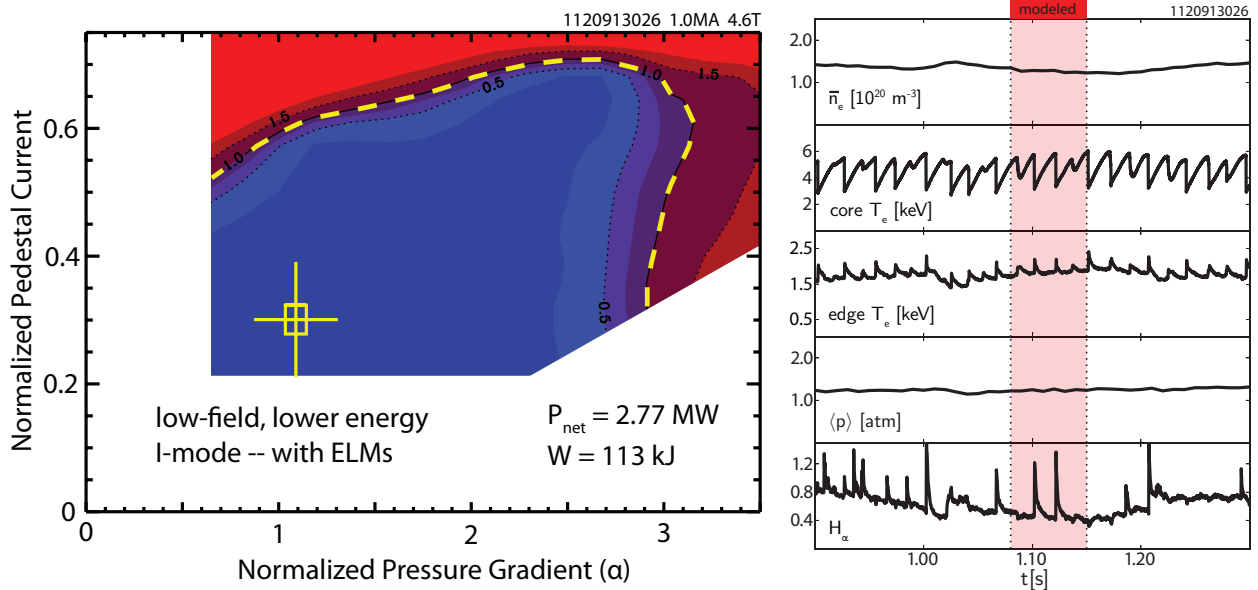 1120913026 1.0MA 4.6T
Normalized Pedestal Current
0.6
0.4
0.2
0
1.5
1.0
0.5
1.0
1.5
0.5
low-field, lower energy
I-mode -- with ELMs
P_net = 2.77 MW
W = 113 kJ
0 1 2 3
Normalized Pressure Gradient (α)
modeled
1120913026
2.0
1.0
n̅_e [10²⁰ m⁻³]
6
4
2
core T_e [keV]
2.5
1.5
0.5
edge T_e [keV]
2.0
1.0
⟨p⟩ [atm]
1.2
0.8
0.4
H_α
1.00 1.10 1.20
t[s]